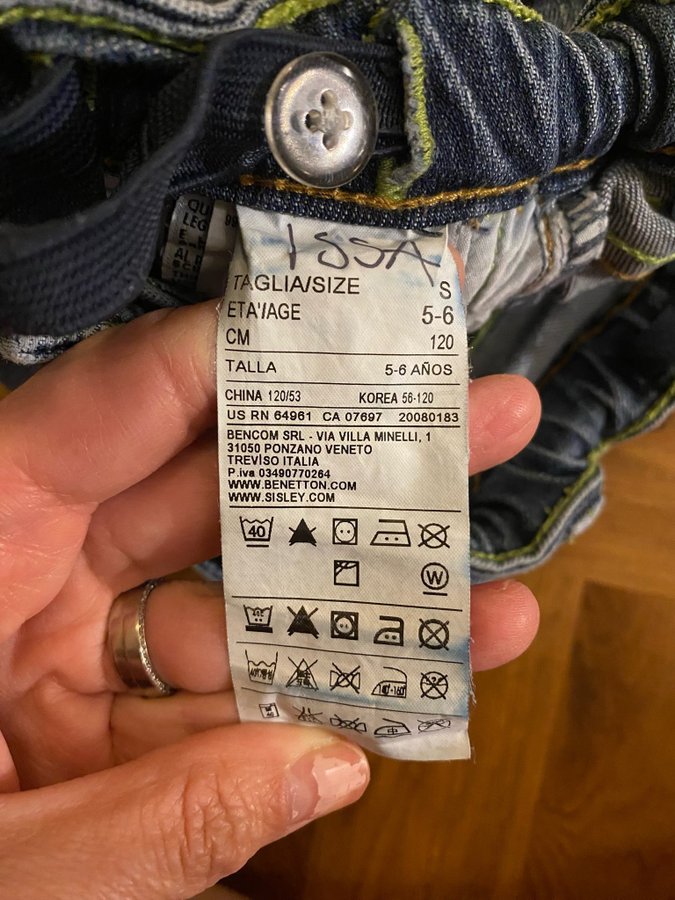 ISSA
TAGLIA/SIZE S
ETA'/AGE 5-6
CM 120
TALLA 5-6 AÑOS
CHINA 120/53 KOREA 56-120
US RN 64961 CA 07697 20080183
BENCOM SRL - VIA VILLA MINELLI, 1
31050 PONZANO VENETO
TREVISO ITALIA
P.iva 03490770264
WWW.BENETTON.COM
WWW.SISLEY.COM
40
W